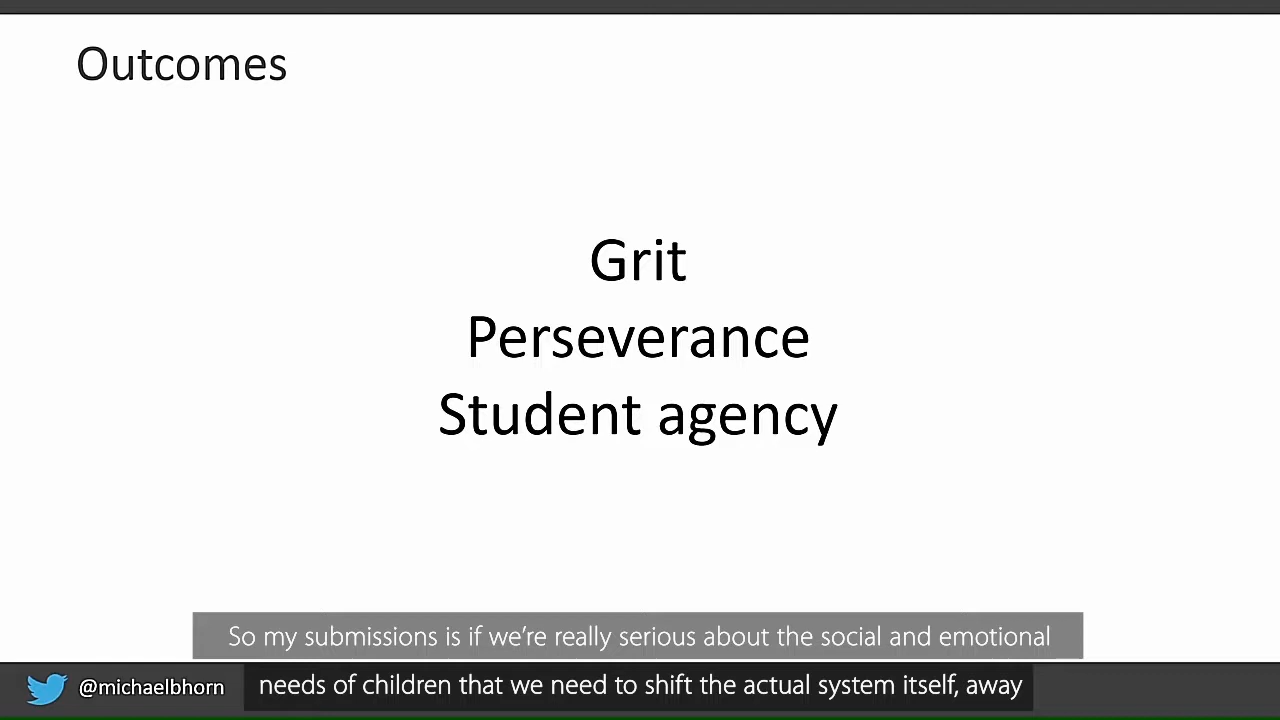 Outcomes
Grit
Perseverance
Student agency
So my submissions is if we're really serious about the social and emotional
needs of children that we need to shift the actual system itself, away
@michaelbhorn